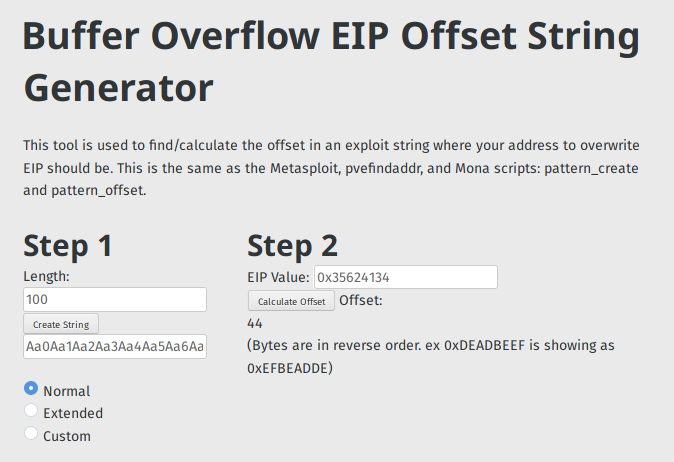 Buffer Overflow EIP Offset String
Generator
This tool is used to find/calculate the offset in an exploit string where your address to overwrite
EIP should be. This is the same as the Metasploit, pvefindaddr, and Mona scripts: pattern_create
and pattern_offset.
Step 1
Length:
100
Create String
Aa0Aa1Aa2Aa3Aa4Aa5Aa6Aa
Normal
Extended
Custom
Step 2
EIP Value: 0x35624134
Calculate Offset Offset:
44
(Bytes are in reverse order. ex 0xDEADBEEF is showing as
0xEFBEADDE)